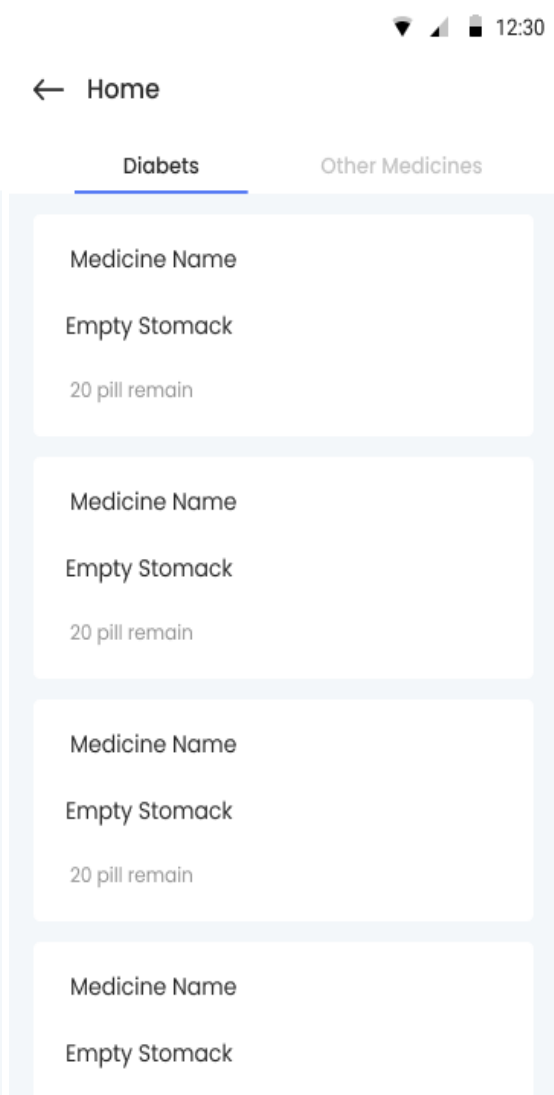 12:30
Home
Diabets Other Medicines
Medicine Name
Empty Stomack
20 pill remain
Medicine Name
Empty Stomack
20 pill remain
Medicine Name
Empty Stomack
20 pill remain
Medicine Name
Empty Stomack